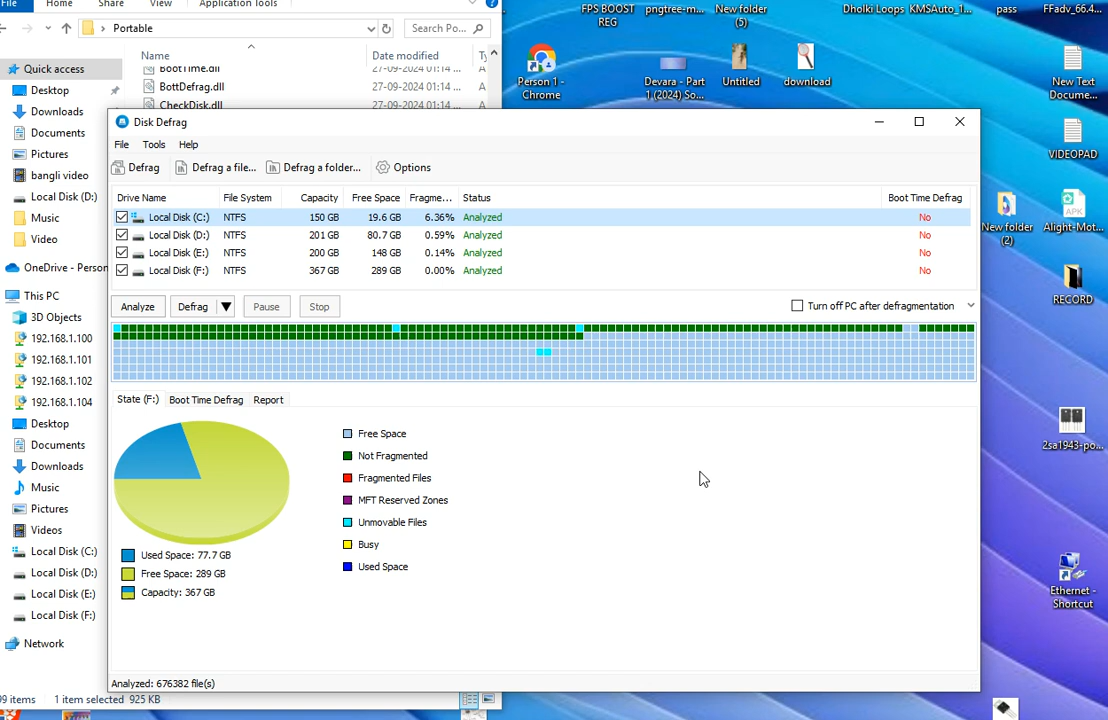 File Home Share View Application Tools
Portable
Search Po...
Name Date modified Ty
BootTime.dll 27-09-2024 01:14 ... A
BottDefrag.dll 27-09-2024 01:14 ... A
CheckDisk.dll 27-09-2024 01:14 ... A
Quick access
Desktop
Downloads
Documents
Pictures
bangli video
Local Disk (D:)
Music
Video
OneDrive - Person
This PC
3D Objects
192.168.1.100
192.168.1.101
192.168.1.102
192.168.1.104
Desktop
Documents
Downloads
Music
Pictures
Videos
Local Disk (C:)
Local Disk (D:)
Local Disk (E:)
Local Disk (F:)
Network
99 items 1 item selected 925 KB
Disk Defrag
File Tools Help
Defrag Defrag a file... Defrag a folder... Options
Drive Name File System Capacity Free Space Fragme... Status Boot Time Defrag
Local Disk (C:) NTFS 150 GB 19.6 GB 6.36% Analyzed No
Local Disk (D:) NTFS 201 GB 80.7 GB 0.59% Analyzed No
Local Disk (E:) NTFS 200 GB 148 GB 0.14% Analyzed No
Local Disk (F:) NTFS 367 GB 289 GB 0.00% Analyzed No
Analyze Defrag Pause Stop Turn off PC after defragmentation
State (F:) Boot Time Defrag Report
Free Space
Not Fragmented
Fragmented Files
MFT Reserved Zones
Unmovable Files
Busy
Used Space
Used Space: 77.7 GB
Free Space: 289 GB
Capacity: 367 GB
Analyzed: 676382 file(s)
FPS BOOST
REG
pngtree-m...
New folder
(5)
Dholki Loops
KMSAuto_1...
pass
FFadv_66.4...
Person 1 -
Chrome
Devara - Part
1 (2024) So...
Untitled
download
New Text
Docume...
VIDEOPAD
New folder
(2)
Alight-Mot...
RECORD
2sa1943-po...
Ethernet -
Shortcut